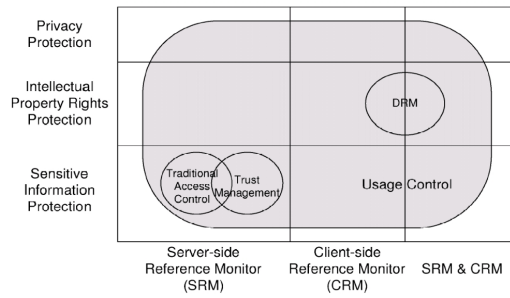 Privacy
Protection
Intellectual
Property Rights
Protection
DRM
Sensitive
Information
Protection
Traditional
Access
Control
Trust
Management
Usage Control
Server-side
Reference Monitor
(SRM)
Client-side
Reference Monitor
(CRM)
SRM & CRM